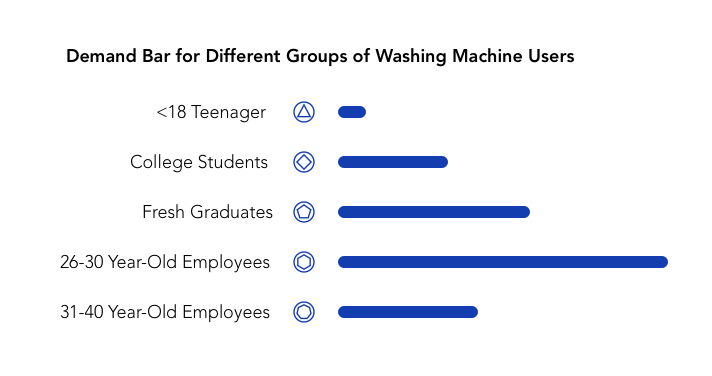 Demand Bar for Different Groups of Washing Machine Users
<18 Teenager
College Students
Fresh Graduates
26-30 Year-Old Employees
31-40 Year-Old Employees